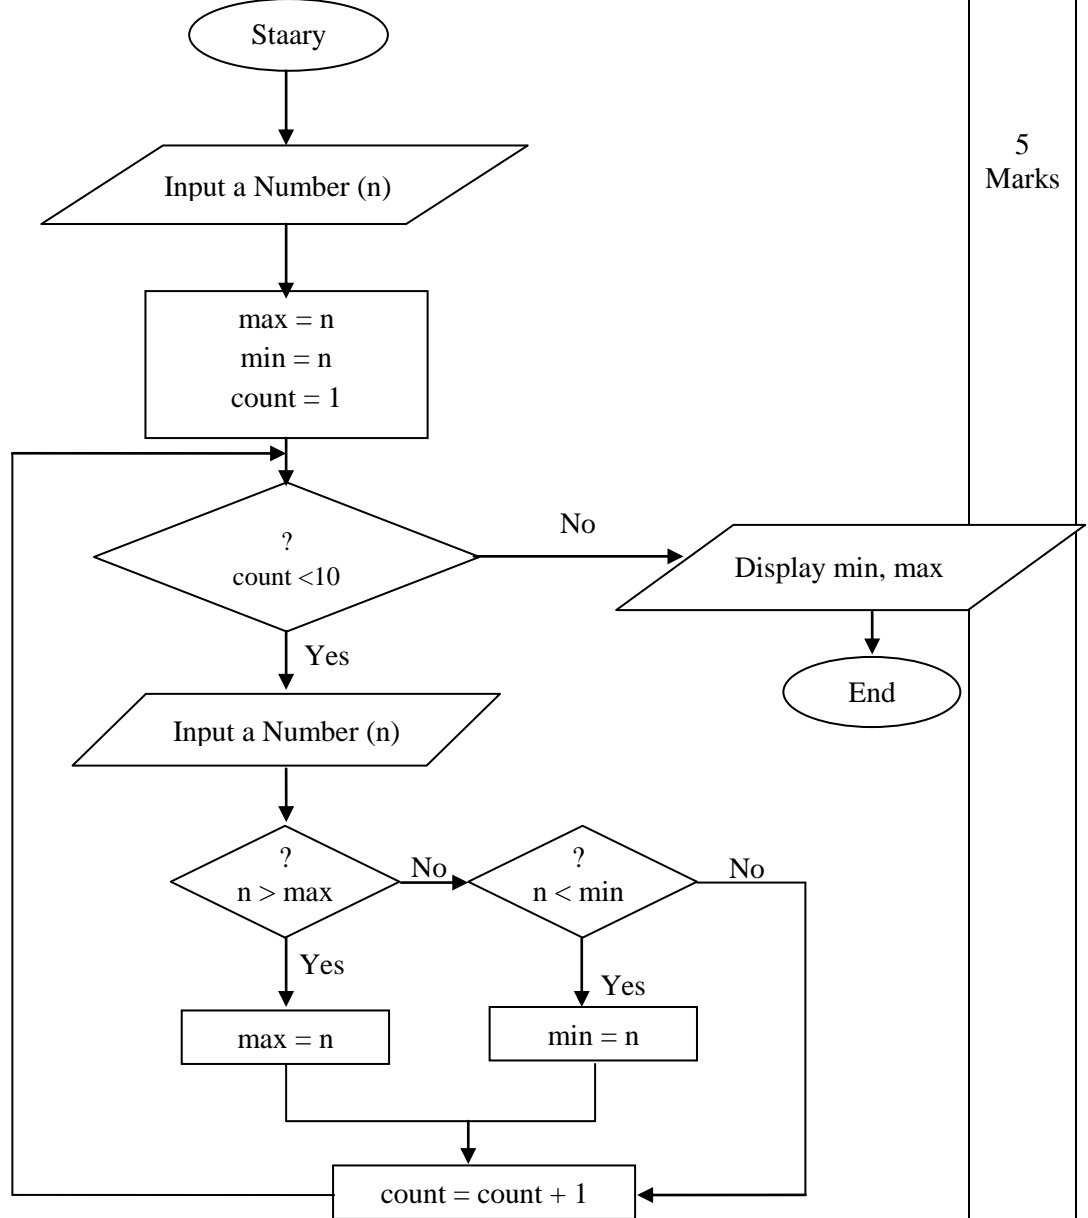 Staary
5
Marks
Input a Number (n)
max = n
min = n
count = 1
?
count <10
No
Display min, max
Yes
End
Input a Number (n)
?
n > max
No
?
n < min
No
Yes
Yes
max = n
min = n
count = count + 1